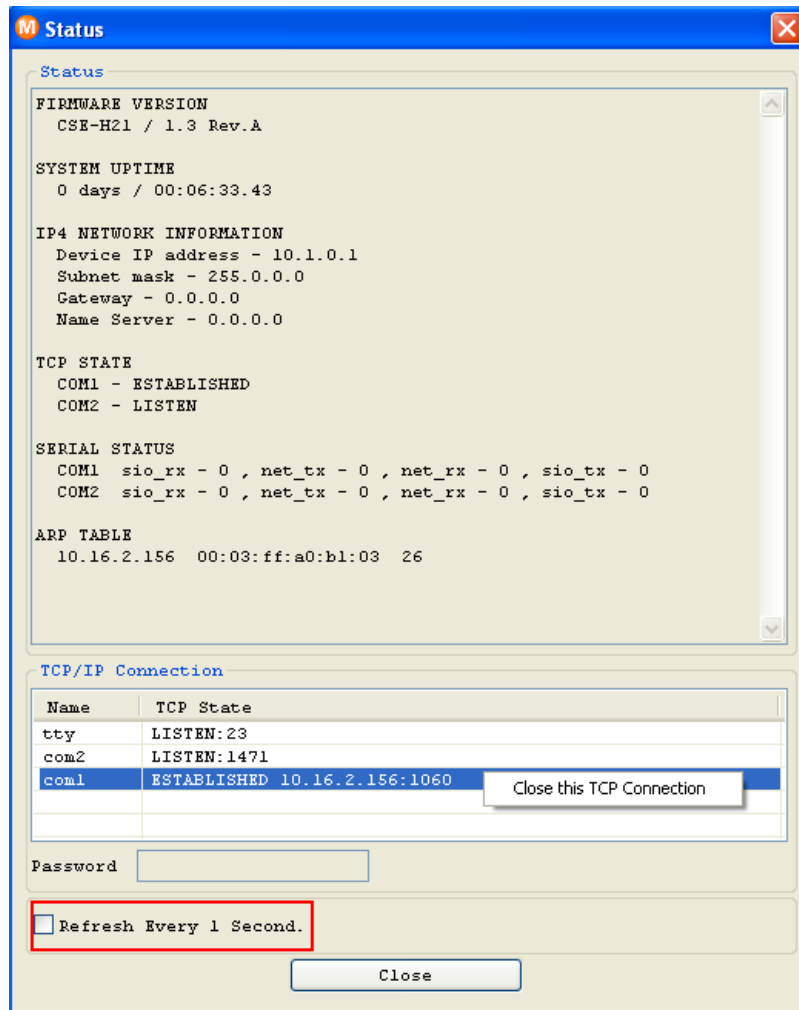 M Status
Status
FIRMWARE VERSION
CSE-H21 / 1.3 Rev.A
SYSTEM UPTIME
0 days / 00:06:33.43
IP4 NETWORK INFORMATION
Device IP address - 10.1.0.1
Subnet mask - 255.0.0.0
Gateway - 0.0.0.0
Name Server - 0.0.0.0
TCP STATE
COM1 - ESTABLISHED
COM2 - LISTEN
SERIAL STATUS
COM1 sio_rx - 0 , net_tx - 0 , net_rx - 0 , sio_tx - 0
COM2 sio_rx - 0 , net_tx - 0 , net_rx - 0 , sio_tx - 0
ARP TABLE
10.16.2.156 00:03:ff:a0:b1:03 26
TCP/IP Connection
Name TCP State
tty LISTEN:23
com2 LISTEN:1471
com1 ESTABLISHED 10.16.2.156:1060 Close this TCP Connection
Password
Refresh Every 1 Second.
Close